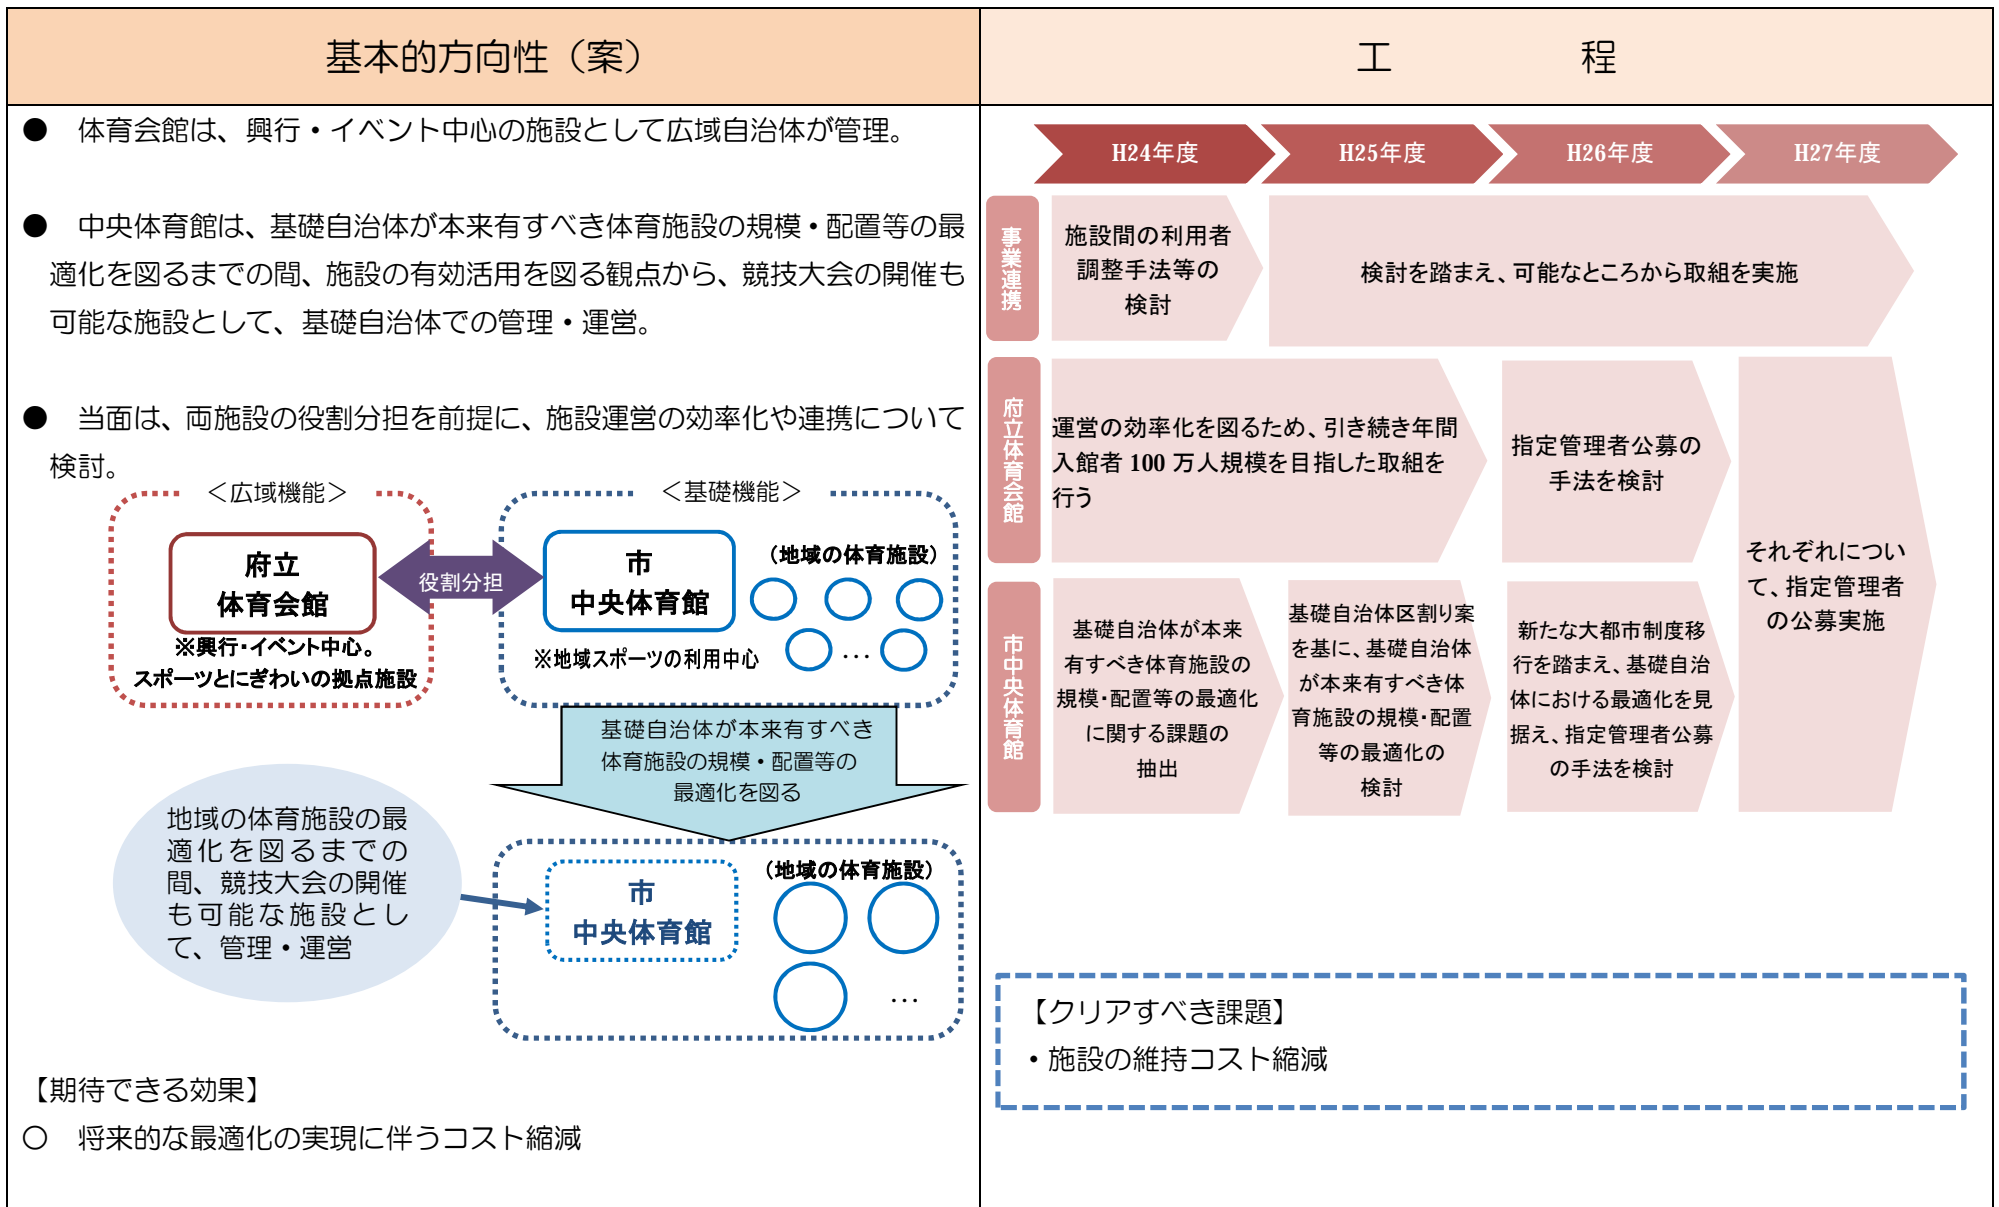 基本的方向性（案）
● 体育会館は、興行・イベント中心の施設として広域自治体が管理。
● 中央体育館は、基礎自治体が本来有すべき体育施設の規模・配置等の最
適化を図るまでの間、施設の有効活用を図る観点から、競技大会の開催も
可能な施設として、基礎自治体での管理・運営。
● 当面は、両施設の役割分担を前提に、施設運営の効率化や連携について
検討。
＜広域機能＞
府立
体育会館
※興行・イベント中心。
スポーツとにぎわいの拠点施設
役割分担
＜基礎機能＞
市
中央体育館
※地域スポーツの利用中心
（地域の体育施設）
…
基礎自治体が本来有すべき
体育施設の規模・配置等の
最適化を図る
地域の体育施設の最
適化を図るまでの
間、競技大会の開催
も可能な施設とし
て、管理・運営
市
中央体育館
（地域の体育施設）
…
【期待できる効果】
○ 将来的な最適化の実現に伴うコスト縮減
工 程
H24年度 H25年度 H26年度 H27年度
事業連携
施設間の利用者
調整手法等の
検討
検討を踏まえ、可能なところから取組を実施
府立体育会館
運営の効率化を図るため、引き続き年間
入館者 100 万人規模を目指した取組を
行う
指定管理者公募の
手法を検討
それぞれについ
て、指定管理者
の公募実施
市中央体育館
基礎自治体が本来
有すべき体育施設の
規模・配置等の最適化
に関する課題の
抽出
基礎自治体区割り案
を基に、基礎自治体
が本来有すべき体
育施設の規模・配置
等の最適化の
検討
新たな大都市制度移
行を踏まえ、基礎自治
体における最適化を見
据え、指定管理者公募
の手法を検討
【クリアすべき課題】
・施設の維持コスト縮減